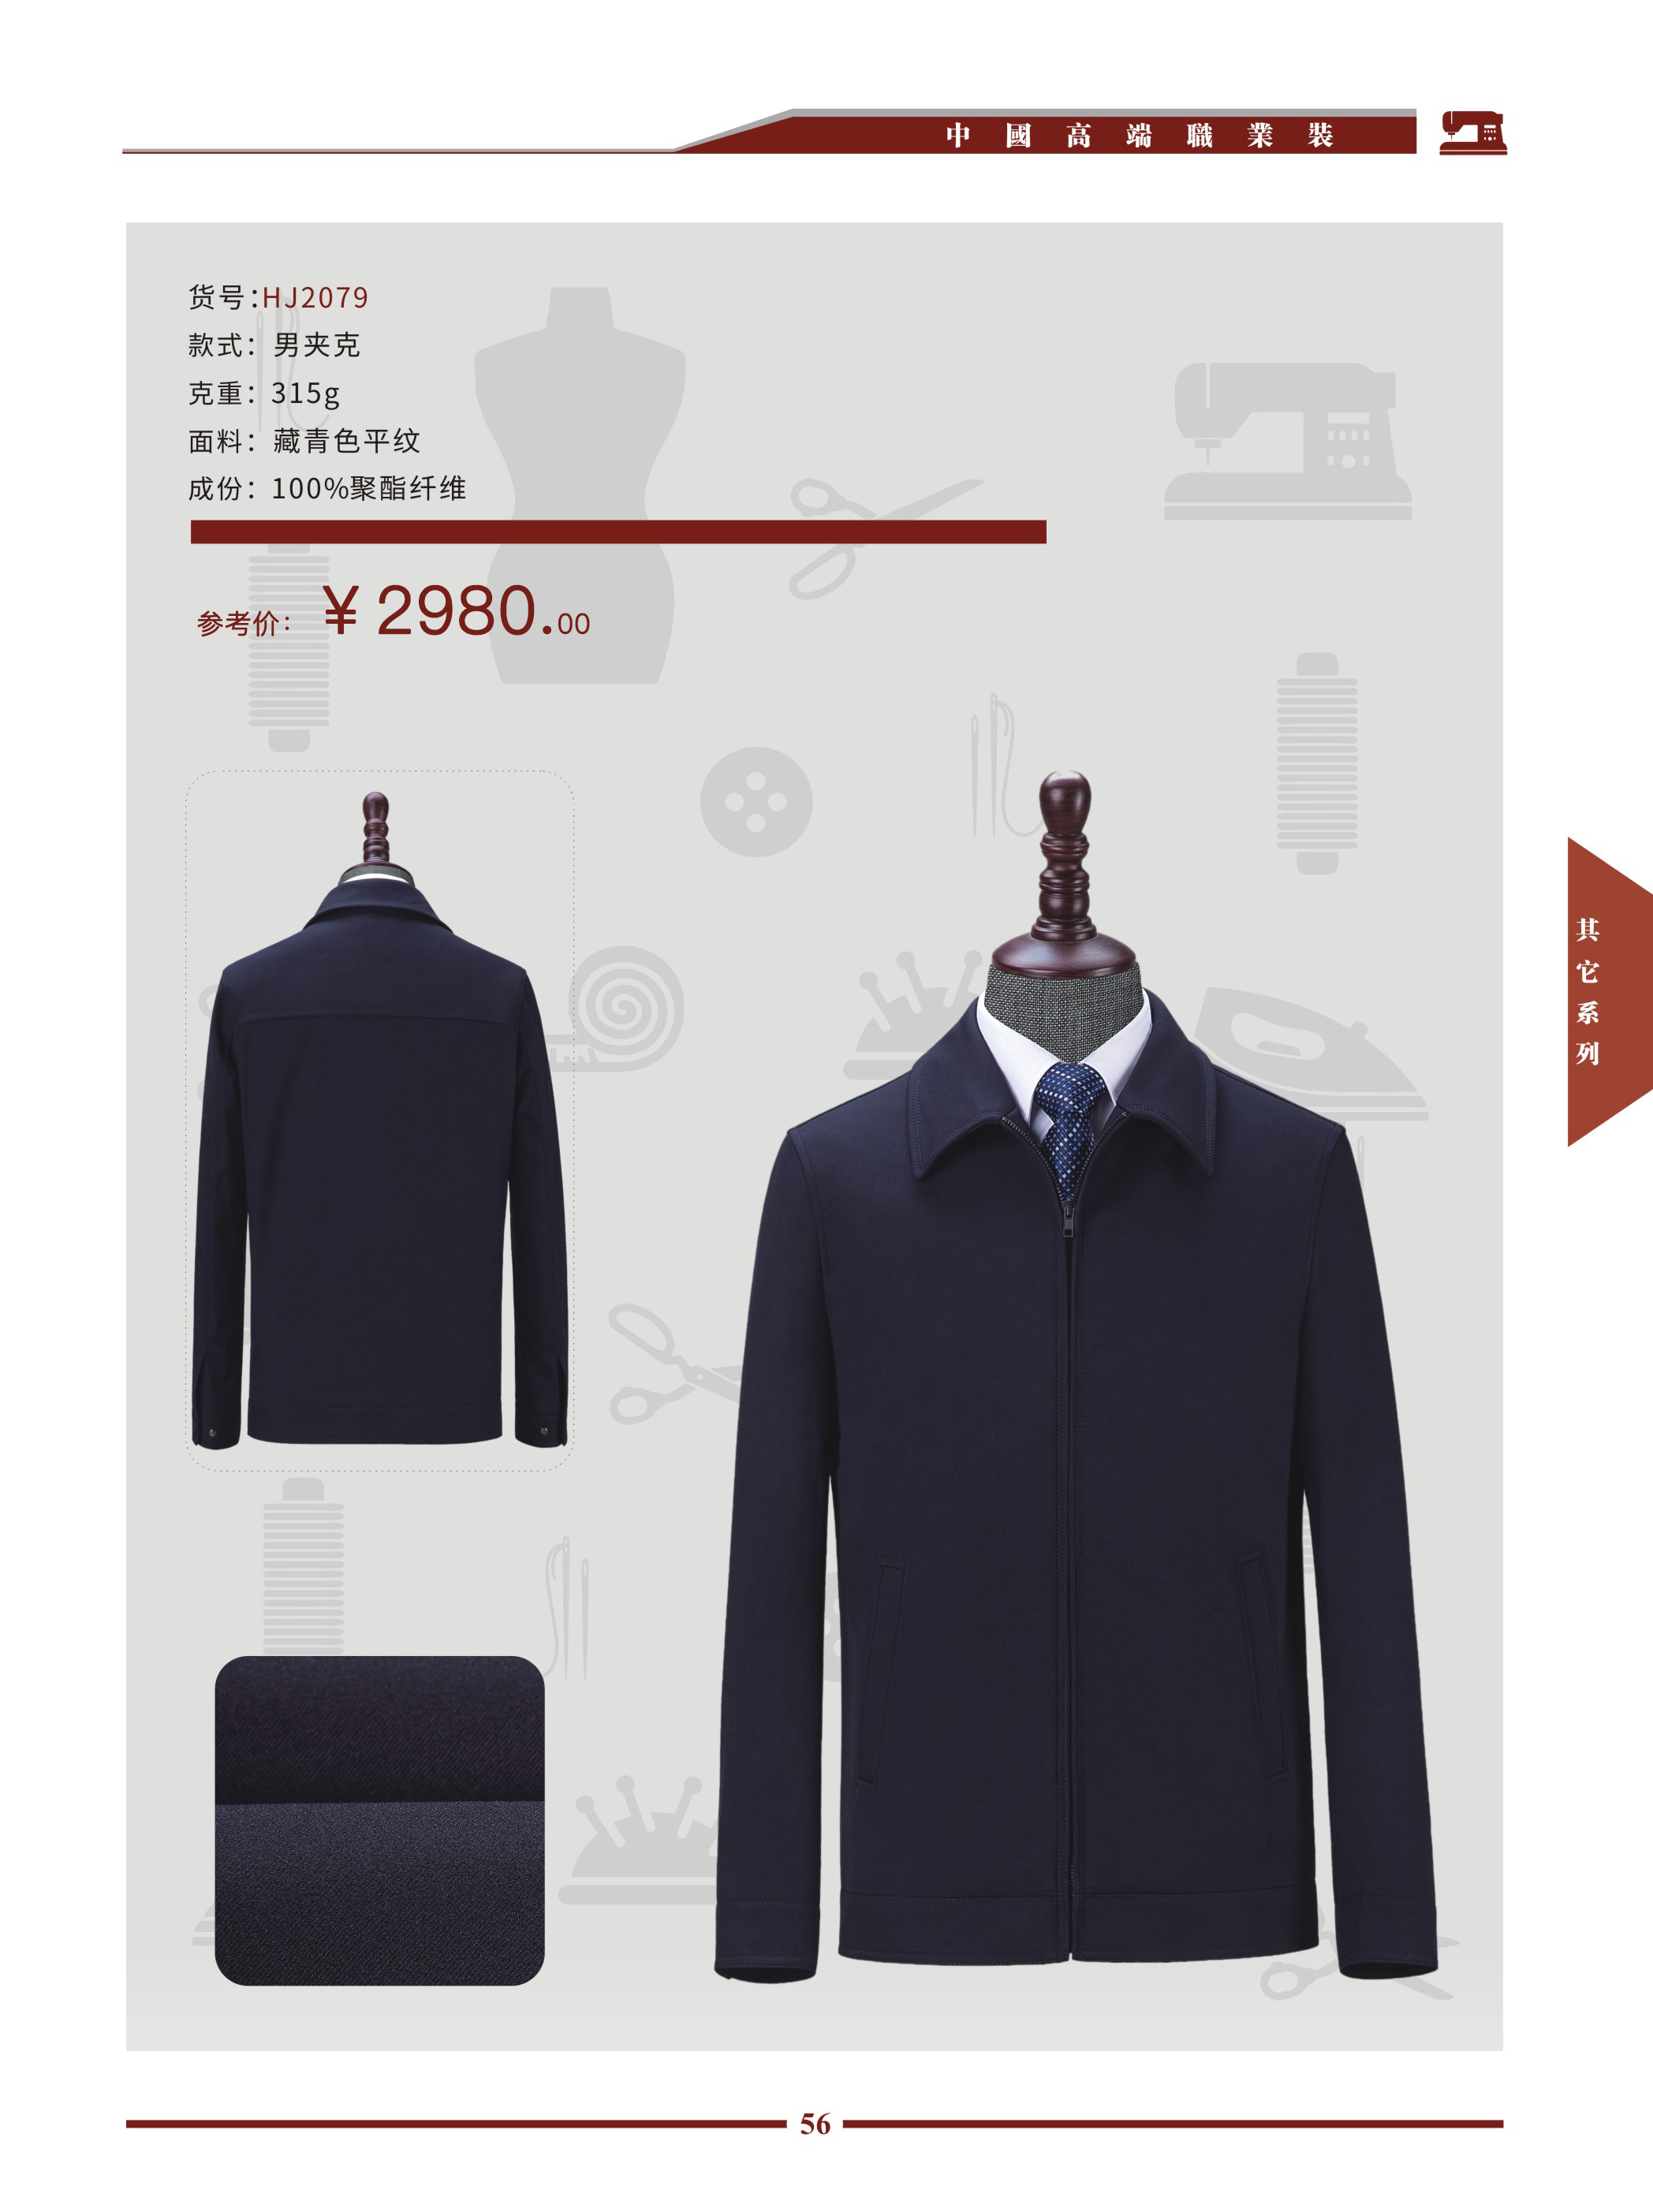 中國高端職業裝
货号:HJ2079
款式：男夹克
克重：315g
面料：藏青色平纹
成份：100%聚酯纤维
参考价：¥2980.00
其它系列
56